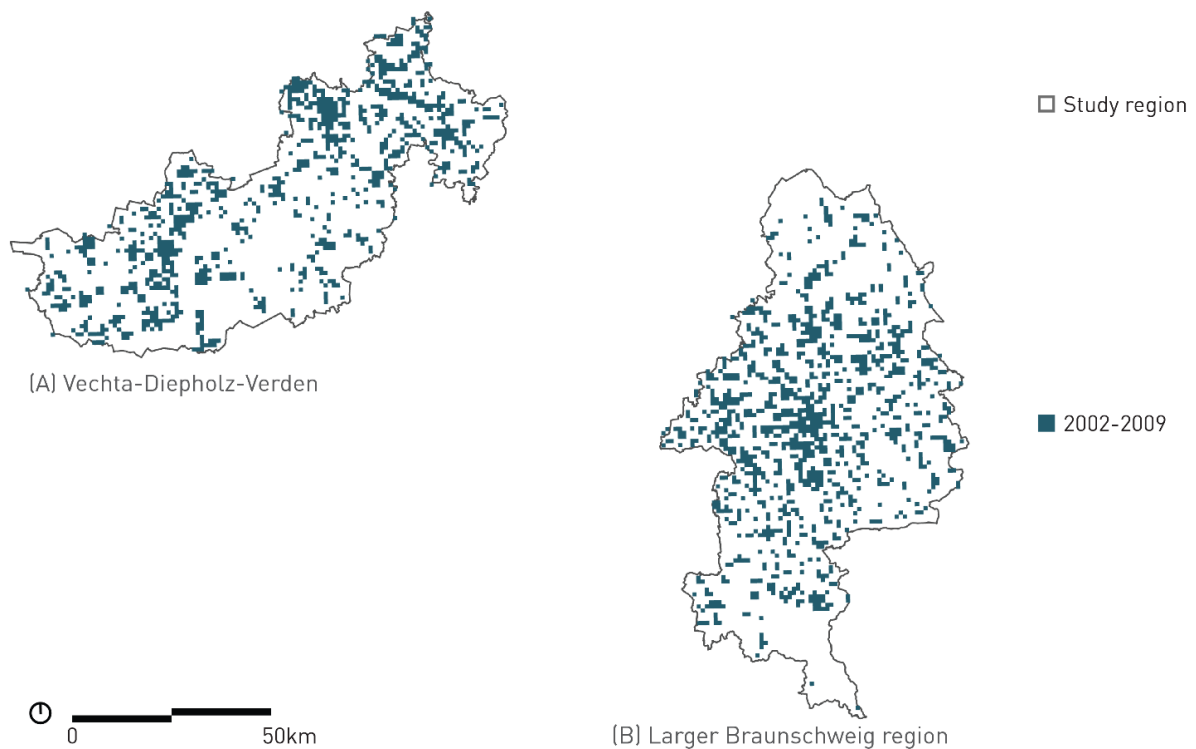 Study region
(A) Vechta-Diepholz-Verden
2002-2009
0 50km
(B) Larger Braunschweig region